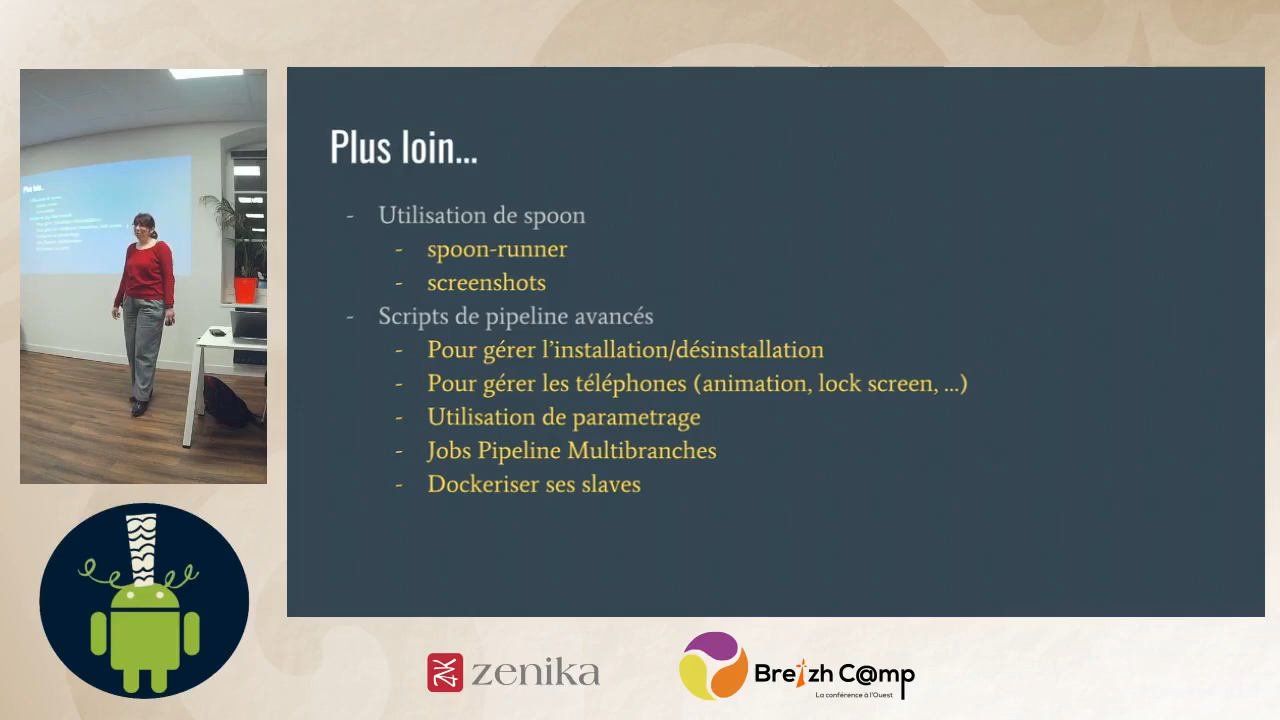 Plus loin...
- Utilisation de spoon
- spoon-runner
- screenshots
- Scripts de pipeline avancés
- Pour gérer l'installation/désinstallation
- Pour gérer les téléphones (animation, lock screen, ...)
- Utilisation de parametrage
- Jobs Pipeline Multibranches
- Dockeriser ses slaves
Plus loin...
zenika
Breizh C@mp
La conférence à l'Ouest